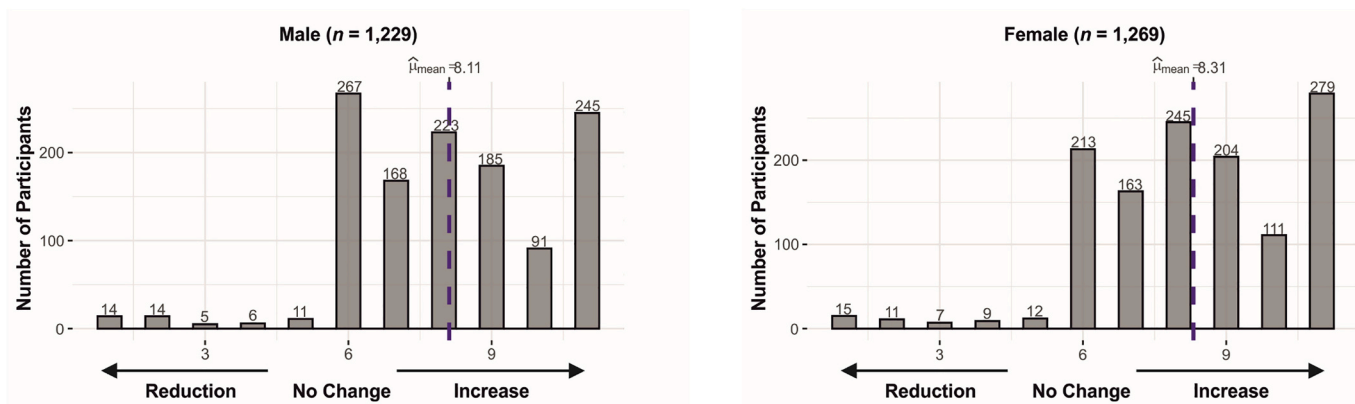 Male (n = 1,229)
μ̂mean =8.11
Number of Participants
200
100
0
14
14
5
6
11
267
168
223
185
91
245
3
6
9
Reduction
No Change
Increase
Female (n = 1,269)
μ̂mean =8.31
Number of Participants
200
100
0
15
11
7
9
12
213
163
245
204
111
279
3
6
9
Reduction
No Change
Increase